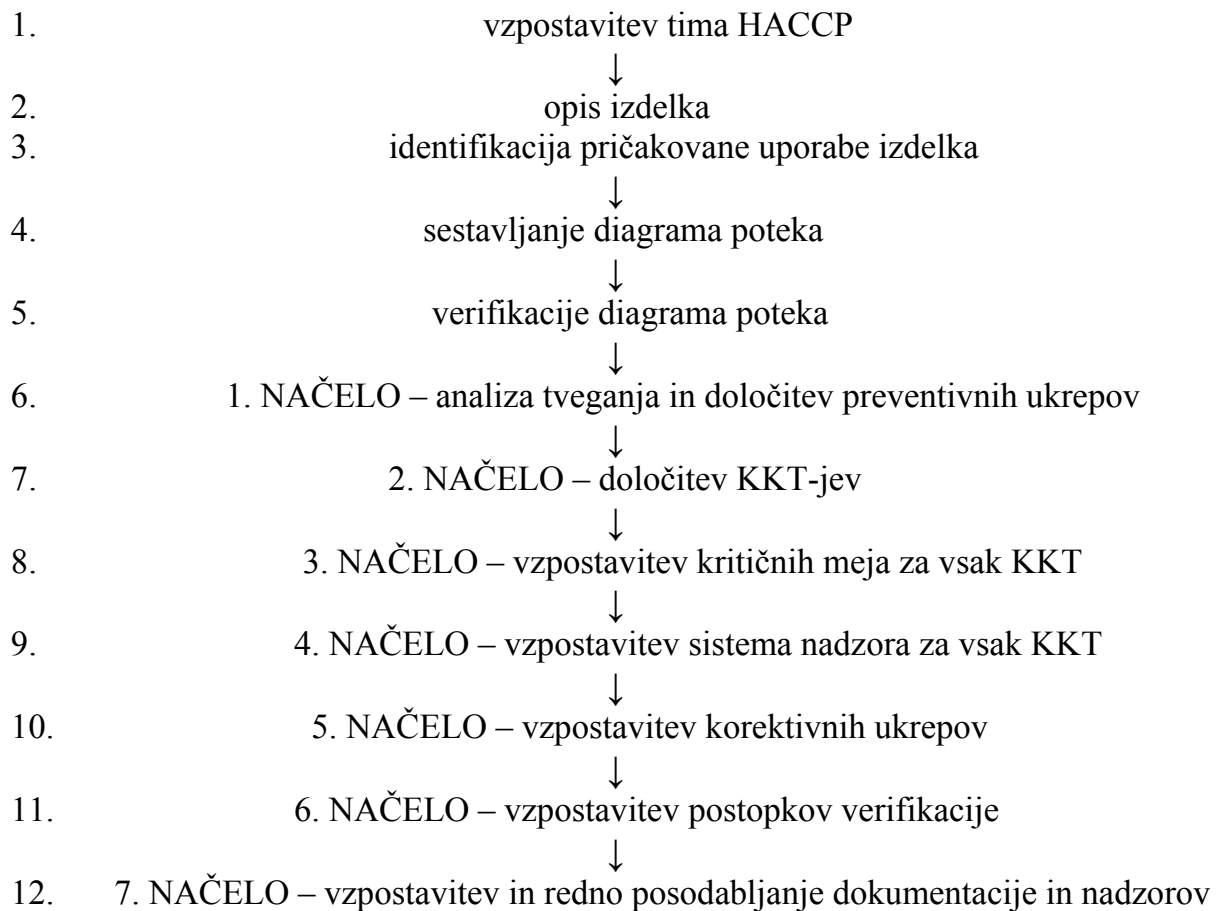 1. vzpostavitev tima HACCP
↓
2. opis izdelka
3. identifikacija pričakovane uporabe izdelka
↓
4. sestavljanje diagrama poteka
↓
5. verifikacije diagrama poteka
↓
6. 1. NAČELO – analiza tveganja in določitev preventivnih ukrepov
↓
7. 2. NAČELO – določitev KKT-jev
↓
8. 3. NAČELO – vzpostavitev kritičnih meja za vsak KKT
↓
9. 4. NAČELO – vzpostavitev sistema nadzora za vsak KKT
↓
10. 5. NAČELO – vzpostavitev korektivnih ukrepov
↓
11. 6. NAČELO – vzpostavitev postopkov verifikacije
↓
12. 7. NAČELO – vzpostavitev in redno posodabljanje dokumentacije in nadzorov